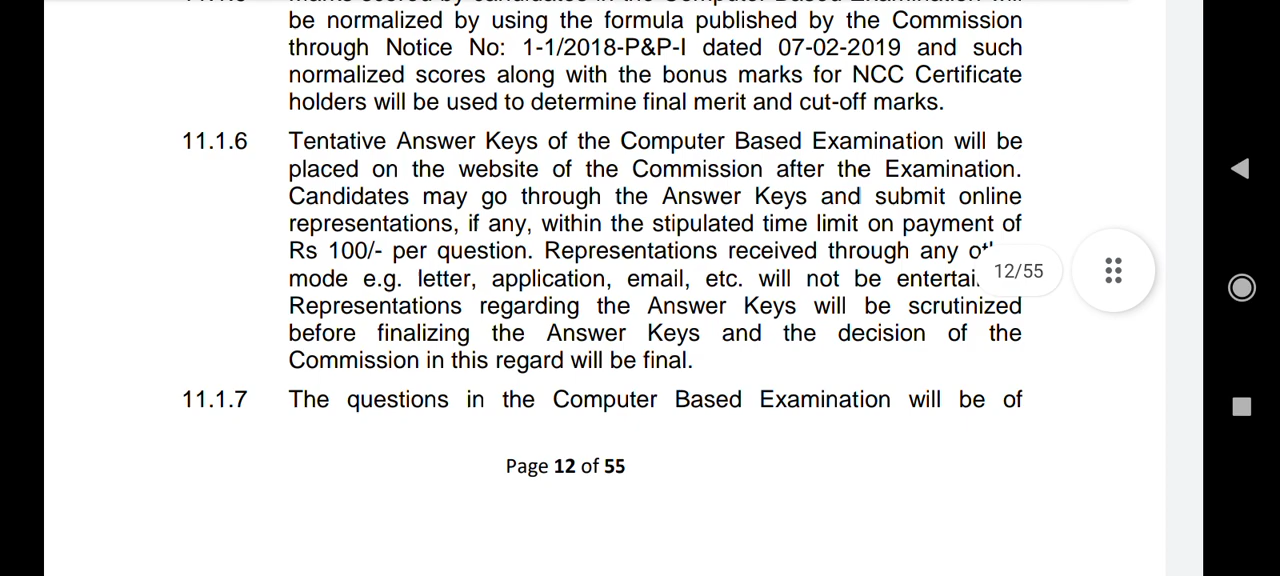 be normalized by using the formula published by the Commission
through Notice No: 1-1/2018-P&P-I dated 07-02-2019 and such
normalized scores along with the bonus marks for NCC Certificate
holders will be used to determine final merit and cut-off marks.
11.1.6 Tentative Answer Keys of the Computer Based Examination will be
placed on the website of the Commission after the Examination.
Candidates may go through the Answer Keys and submit online
representations, if any, within the stipulated time limit on payment of
Rs 100/- per question. Representations received through any
12/55
mode e.g. letter, application, email, etc. will not be
Representations regarding the Answer Keys will be scrutinized
before finalizing the Answer Keys and the decision of the
Commission in this regard will be final.
11.1.7 The questions in the Computer Based Examination will be of
Page 12 of 55